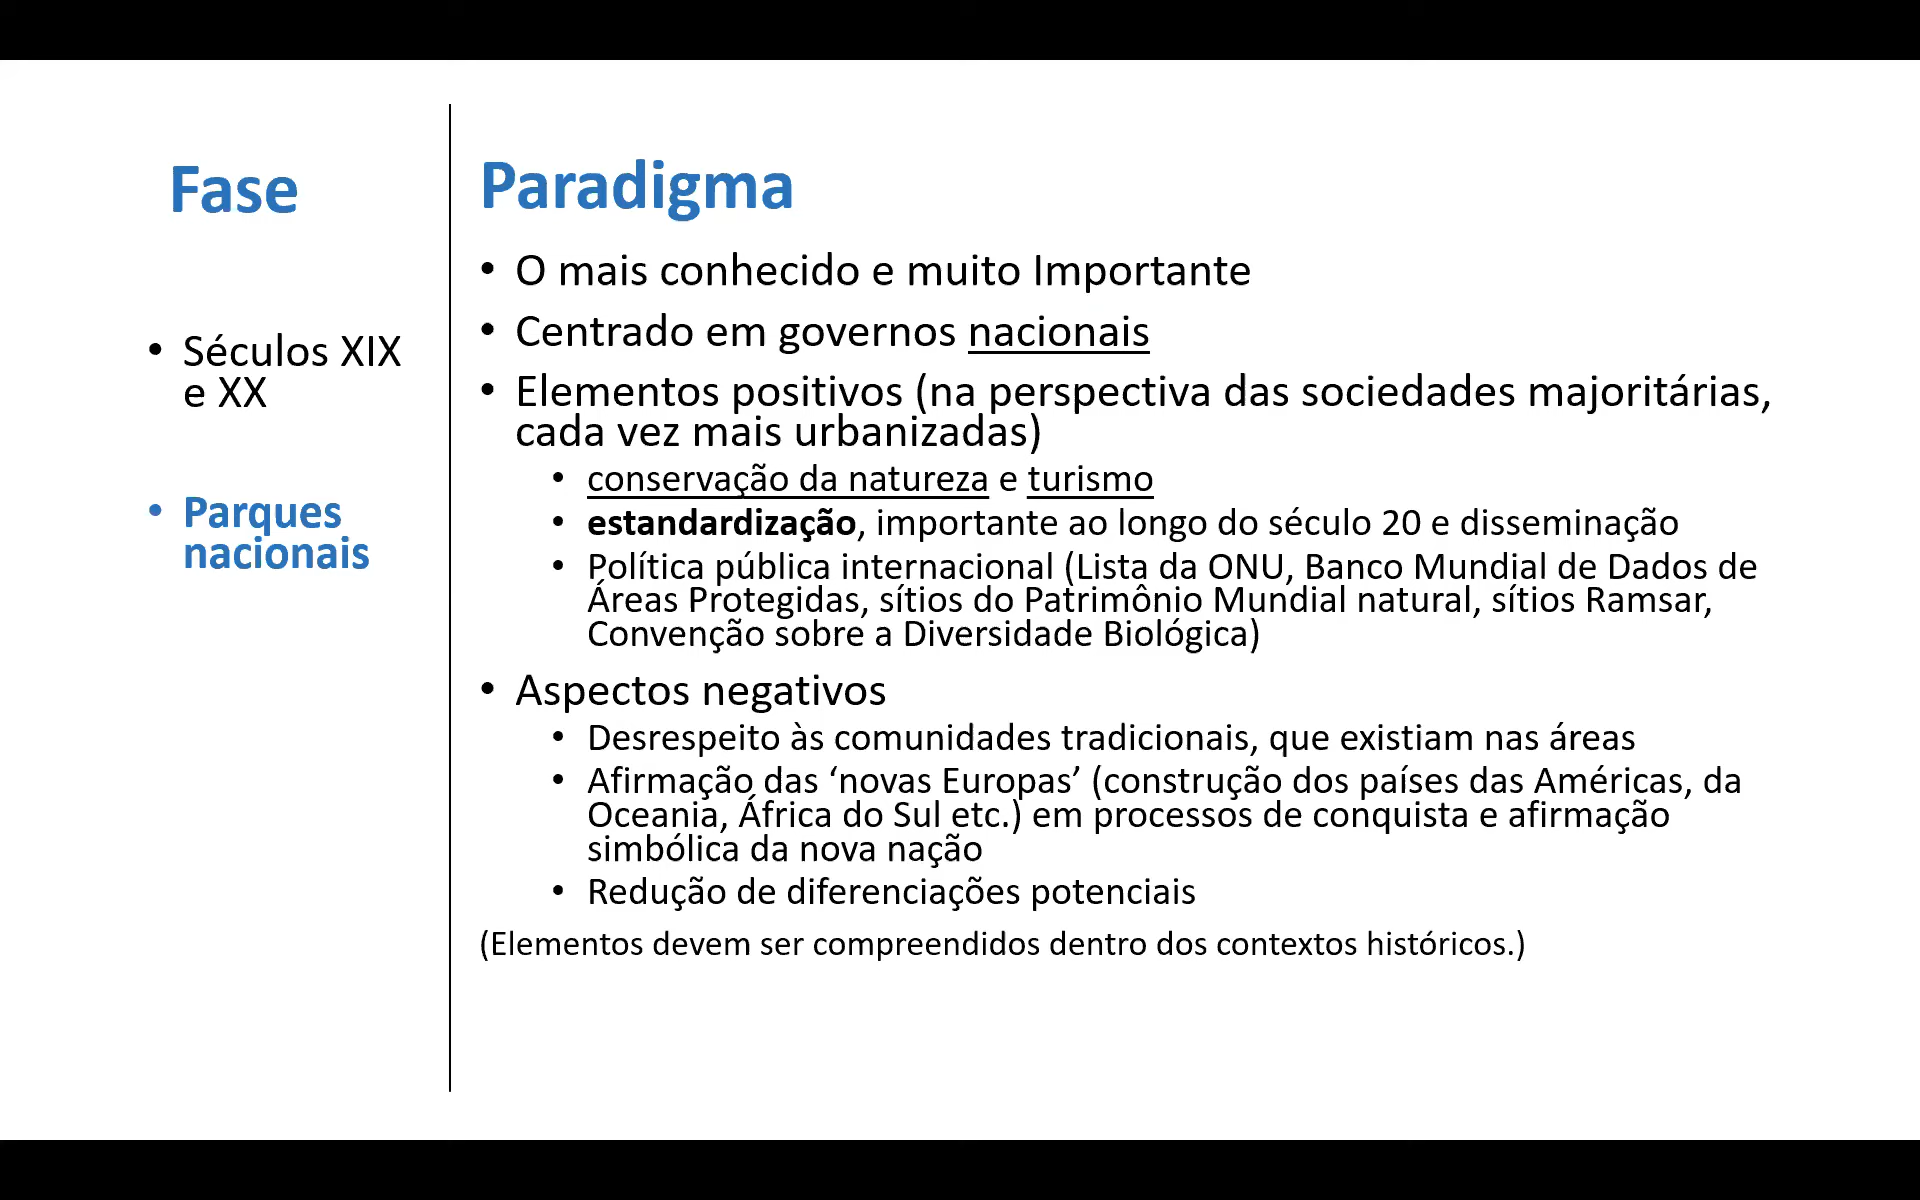 Fase
• Séculos XIX
e XX
• Parques
nacionais
Paradigma
• O mais conhecido e muito Importante
• Centrado em governos nacionais
• Elementos positivos (na perspectiva das sociedades majoritárias,
cada vez mais urbanizadas)
• conservação da natureza e turismo
• estandardização, importante ao longo do século 20 e disseminação
• Política pública internacional (Lista da ONU, Banco Mundial de Dados de
Áreas Protegidas, sítios do Patrimônio Mundial natural, sítios Ramsar,
Convenção sobre a Diversidade Biológica)
• Aspectos negativos
• Desrespeito às comunidades tradicionais, que existiam nas áreas
• Afirmação das ‘novas Europas’ (construção dos países das Américas, da
Oceania, África do Sul etc.) em processos de conquista e afirmação
simbólica da nova nação
• Redução de diferenciações potenciais
(Elementos devem ser compreendidos dentro dos contextos históricos.)